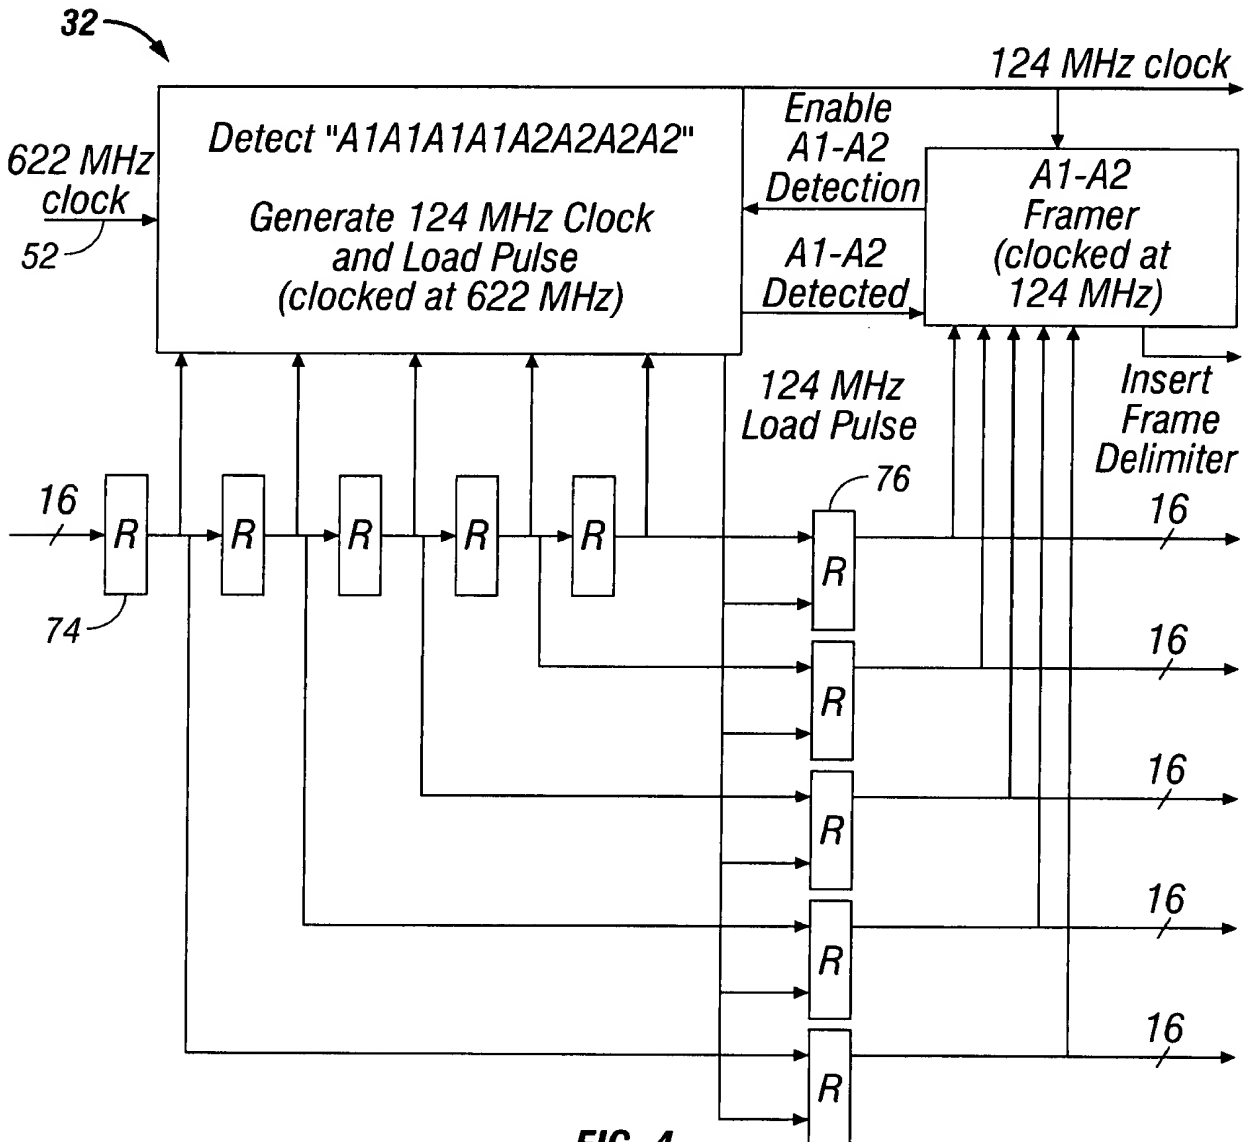 32
124 MHz clock
Detect "A1A1A1A1A2A2A2A2"
Generate 124 MHz Clock
and Load Pulse
(clocked at 622 MHz)
622 MHz
clock
52
Enable
A1-A2
Detection
A1-A2
Detected
A1-A2
Framer
(clocked at
124 MHz)
124 MHz
Load Pulse
Insert
Frame
Delimiter
16
R
R
R
R
R
74
76
R
16
R
16
R
16
R
16
R
16
FIG. 4